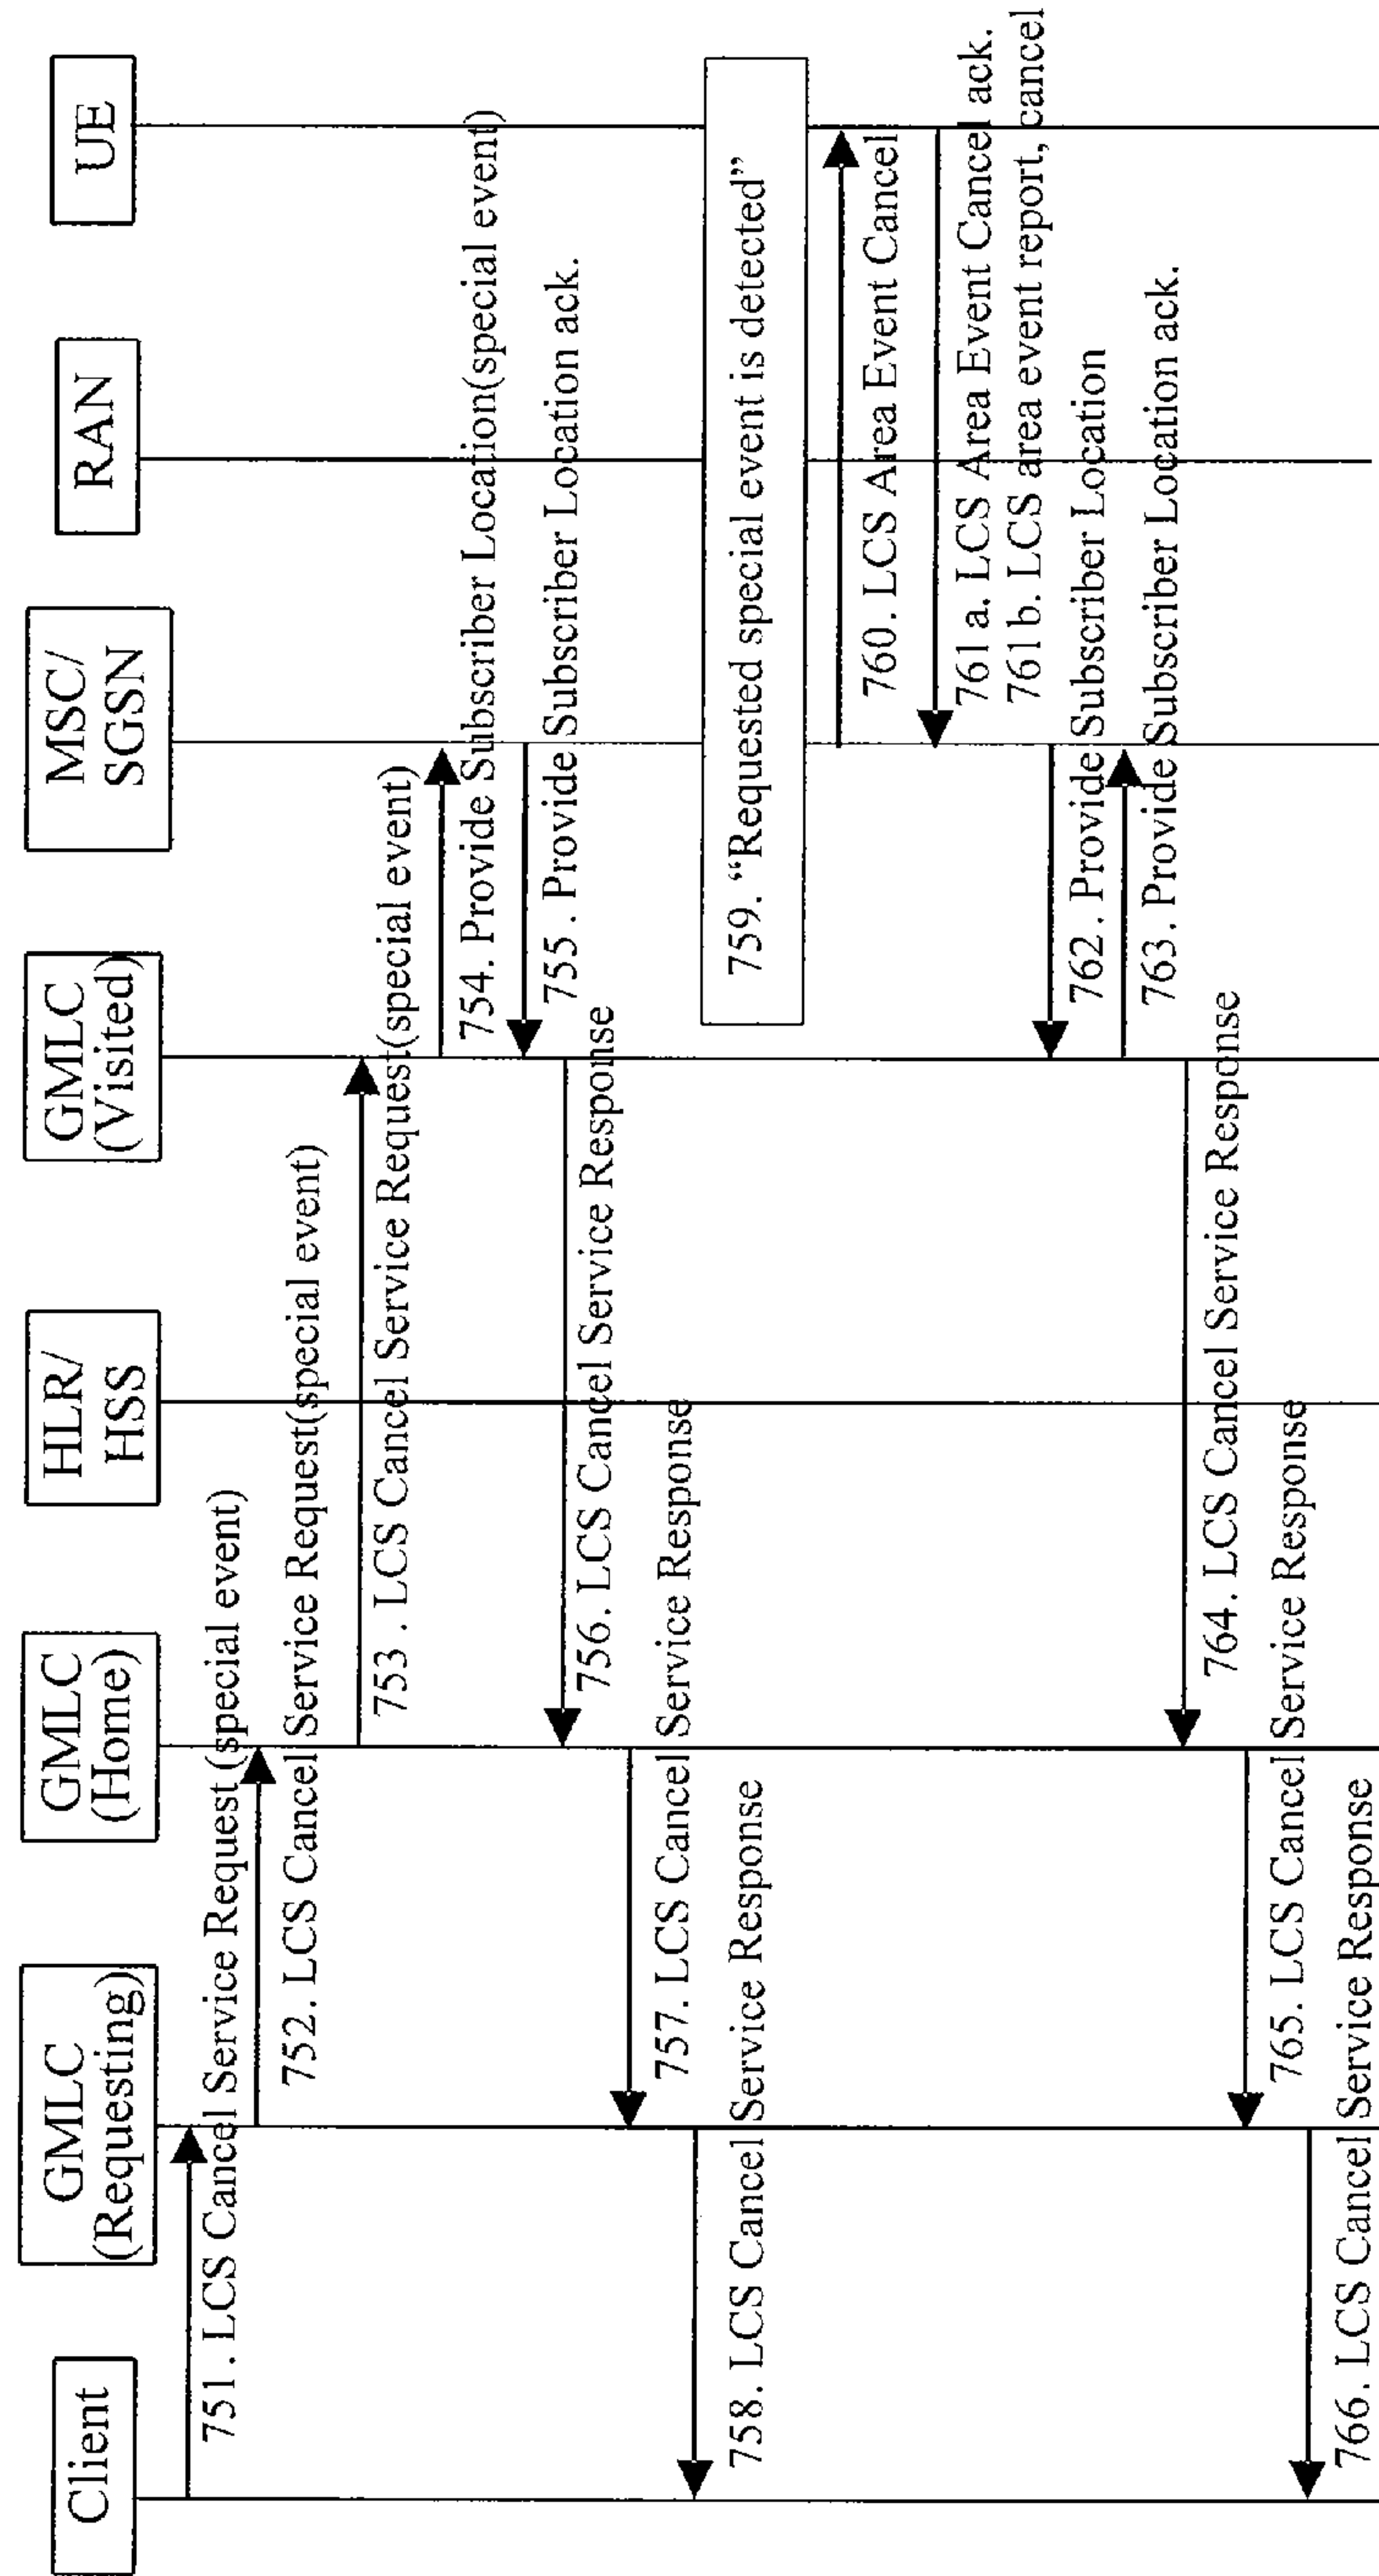 Client
GMLC
(Requesting)
GMLC
(Home)
HLR/
HSS
GMLC
(Visited)
MSC/
SGSN
RAN
UE
751. LCS Cancel Service Request (special event)
752. LCS Cancel Service Request(special event)
753 . LCS Cancel Service Request(special event)
754. Provide Subscriber Location(special event)
755 . Provide Subscriber Location ack.
756. LCS Cancel Service Response
757. LCS Cancel Service Response
758. LCS Cancel Service Response
759. “Requested special event is detected”
760. LCS Area Event Cancel
761 a. LCS Area Event Cancel ack.
761 b. LCS area event report, cancel
762 . Provide Subscriber Location
763. Provide Subscriber Location ack.
764. LCS Cancel Service Response
765. LCS Cancel Service Response
766. LCS Cancel Service Response